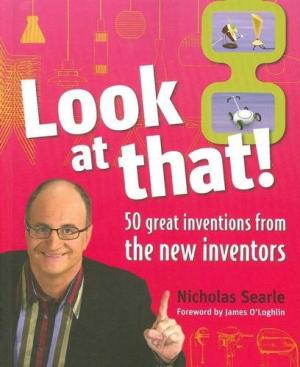 Look
at that!
50 great inventions from
the new inventors
Nicholas Searle
Foreword by James O'Loghlin